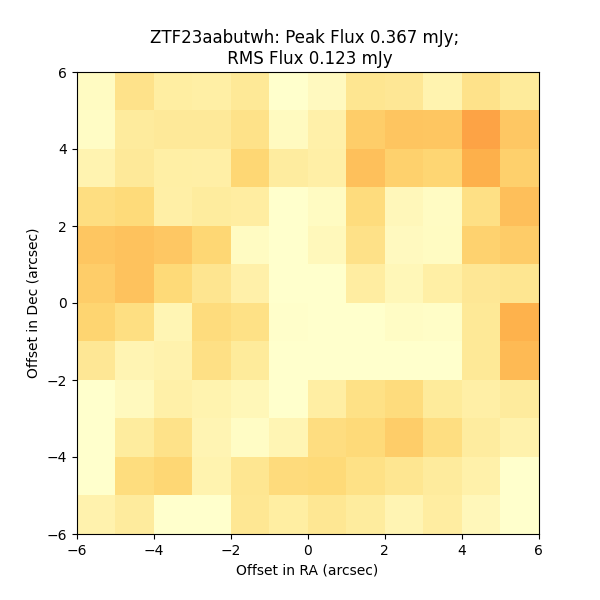 ZTF23aabutwh: Peak Flux 0.367 mJy;
RMS Flux 0.123 mJy
6
4
2
0
−2
−4
−6
Offset in Dec (arcsec)
−6 −4 −2 0 2 4 6
Offset in RA (arcsec)